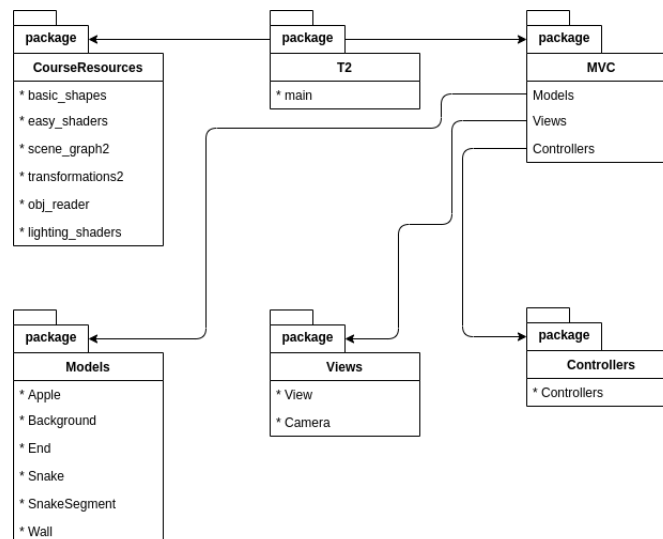 package
CourseResources
* basic_shapes
* easy_shaders
* scene_graph2
* transformations2
* obj_reader
* lighting_shaders
package
T2
* main
package
MVC
Models
Views
Controllers
package
Models
* Apple
* Background
* End
* Snake
* SnakeSegment
* Wall
package
Views
* View
* Camera
package
Controllers
* Controllers